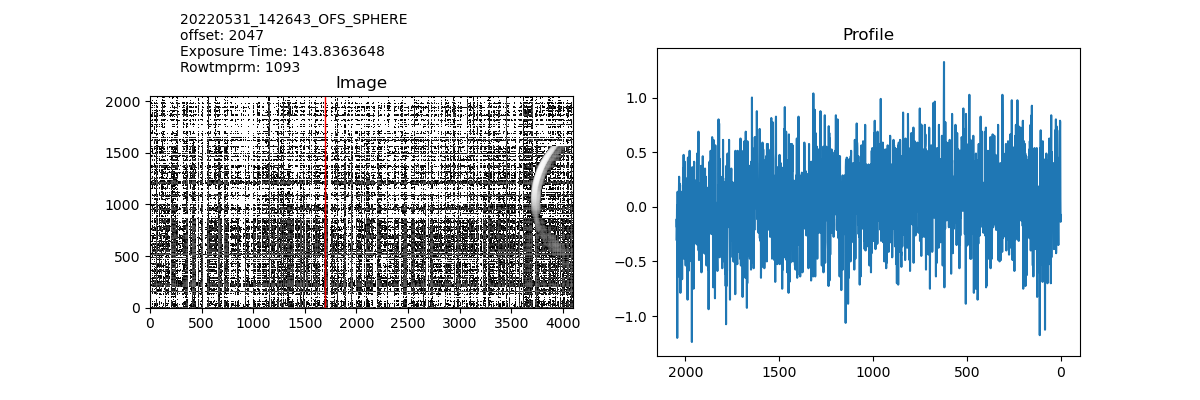 20220531_142643_OFS_SPHERE
offset: 2047
Exposure Time: 143.8363648
Rowtmprm: 1093
Image
2000
1500
1000
500
0
0 500 1000 1500 2000 2500 3000 3500 4000
Profile
1.0
0.5
0.0
−0.5
−1.0
2000 1500 1000 500 0